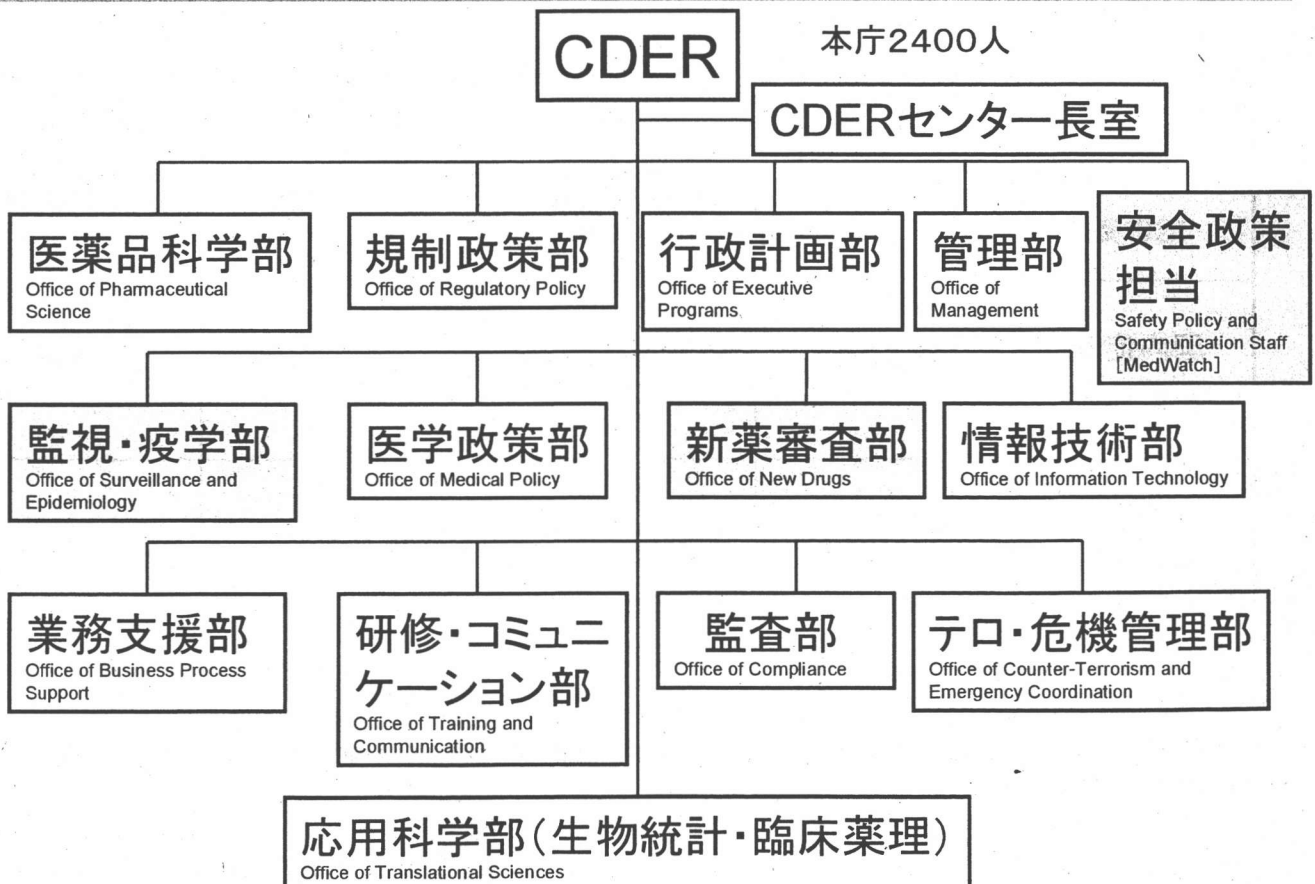 CDER
本庁2400人
CDERセンター長室
医薬品科学部
Office of Pharmaceutical
Science
規制政策部
Office of Regulatory Policy
行政計画部
Office of Executive
Programs
管理部
Office of
Management
安全政策
担当
Safety Policy and
Communication Staff
[MedWatch]
監視・疫学部
Office of Surveillance and
Epidemiology
医学政策部
Office of Medical Policy
新薬審査部
Office of New Drugs
情報技術部
Office of Information Technology
業務支援部
Office of Business Process
Support
研修・コミュニ
ケーション部
Office of Training and
Communication
監査部
Office of Compliance
テロ・危機管理部
Office of Counter-Terrorism and
Emergency Coordination
応用科学部(生物統計・臨床薬理)
Office of Translational Sciences